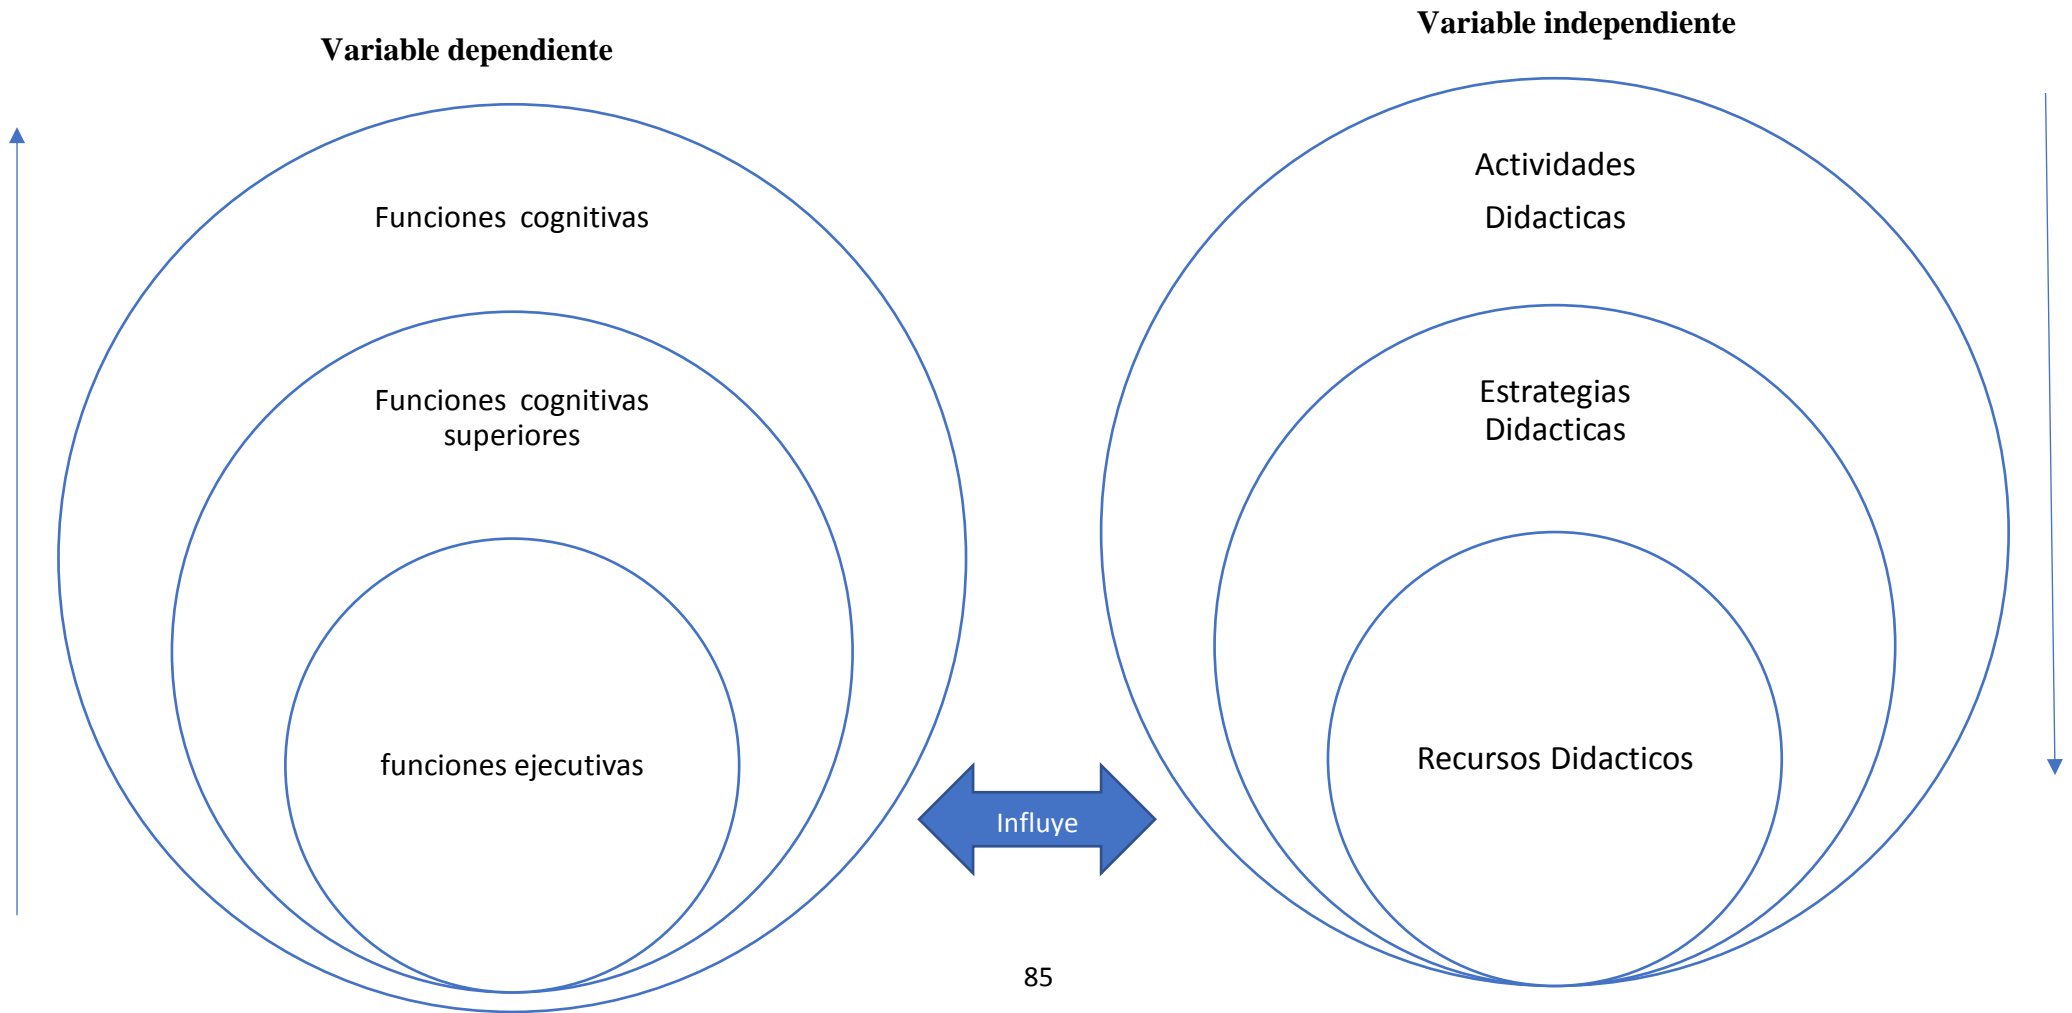 Variable dependiente
Funciones cognitivas
Funciones cognitivas
superiores
funciones ejecutivas
Influye
Variable independiente
Actividades
Didacticas
Estrategias
Didacticas
Recursos Didacticos
85